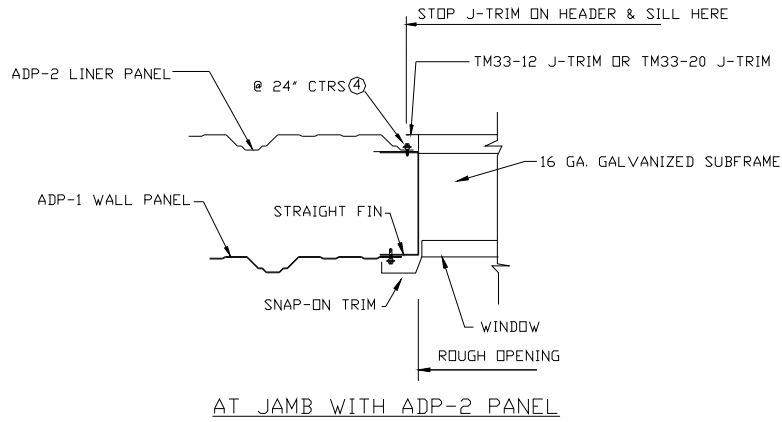 STOP J-TRIM ON HEADER & SILL HERE
TM33-12 J-TRIM OR TM33-20 J-TRIM
ADP-2 LINER PANEL
@ 24" CTRS 4
16 GA. GALVANIZED SUBFRAME
ADP-1 WALL PANEL
STRAIGHT FIN
SNAP-ON TRIM
WINDOW
ROUGH OPENING
AT JAMB WITH ADP-2 PANEL